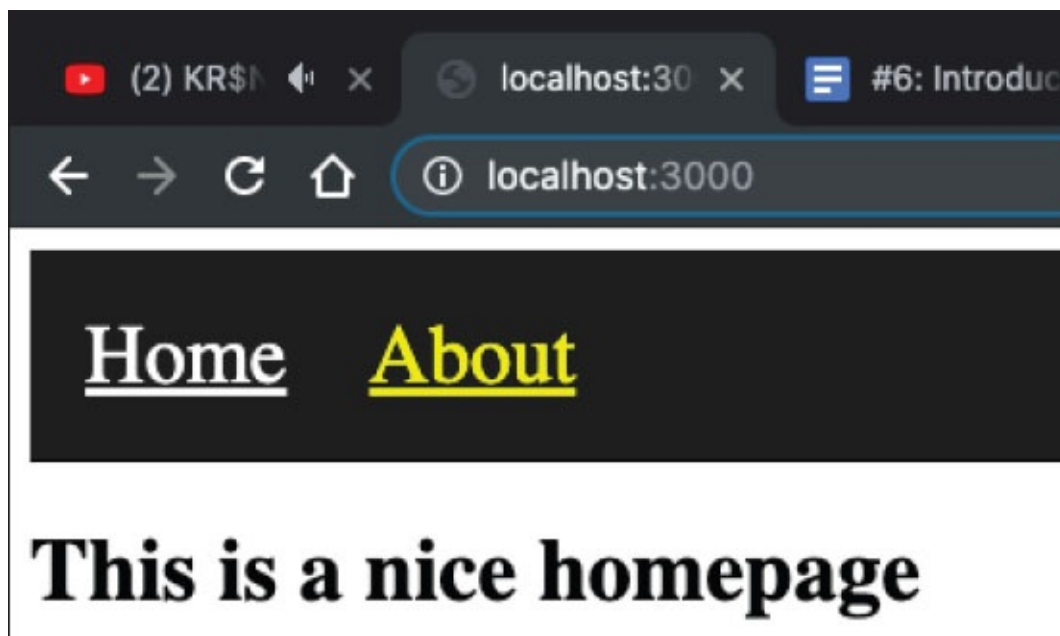 (2) KR$
localhost:30
#6: Introduc
localhost:3000
Home About
This is a nice homepage